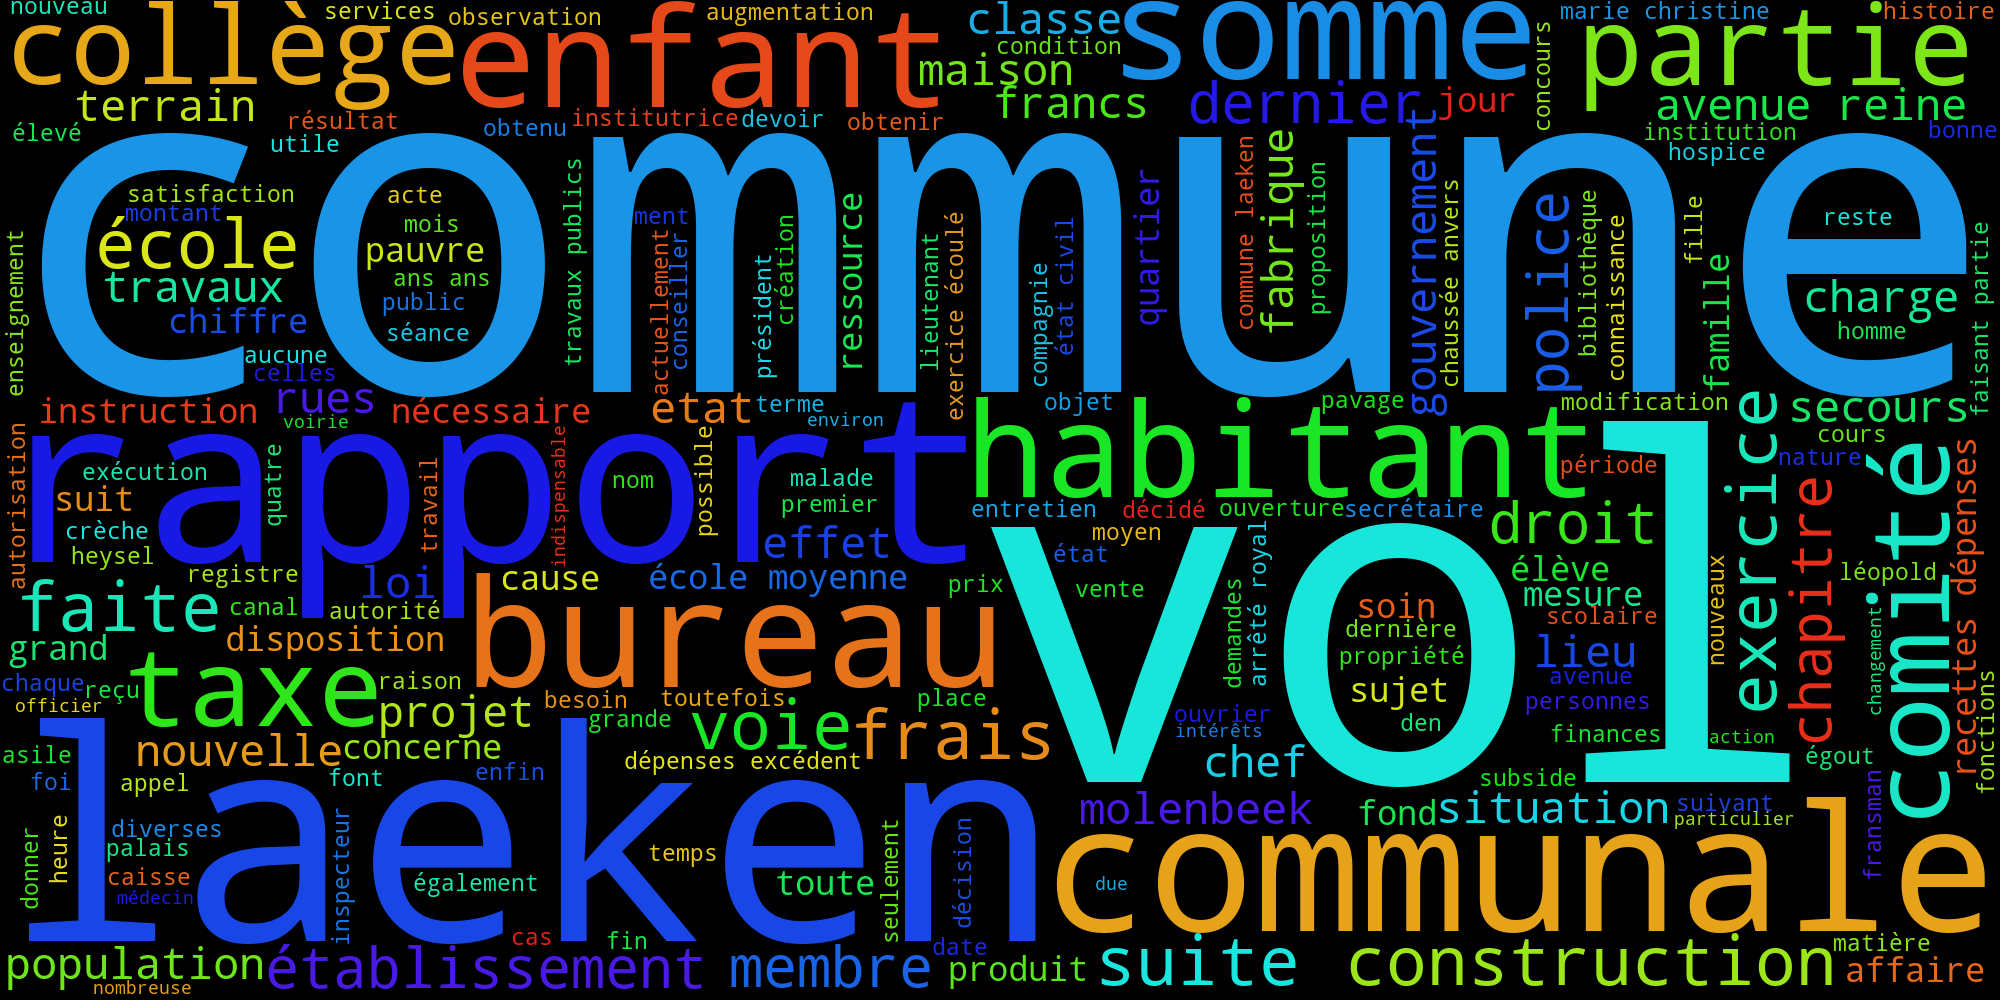 nouveau
services
observation
augmentation
classe
somme
marie christine
histoire
collège
enfant
condition
concours
partie
maison
terrain
francs
dernier
jour
avenue reine
élevé
résultat
utile
obtenu
institutrice
devoir
obtenir
institution
bonne
hospice
commune
satisfaction
montant
école
travaux
chiffre
acte
mois
pauvre
ans ans
public
séance
travaux publics
ment
actuellement
conseiller
président
création
ressource
lieutenant
exercice écoulé
compagnie
état civil
quartier
commune laeken
fabrique
proposition
gouvernement
chaussée anvers
police
bibliothèque
connaissance
fille
famille
reste
charge
homme
faisant partie
enseignement
aucune
celles
rues
voirie
instruction
nécessaire
etat
terme
environ
objet
pavage
modification
secours
cours
nature
rapport
habitant
vol
autorisation
exécution
suit
crèche
heysel
quatre
travail
indispensable
nom
possible
malade
premier
effet
entretien
décidé
ouverture
secrétaire
période
moyen
état
droit
exercice
chapitre
comité
recettes dépenses
registre
loi
cause
école moyenne
prix
vente
demandes
arrêté royal
élève
mesure
scolaire
nouveaux
léopold
changement
faite
canal
autorité
grand
disposition
bureau
soin
dernière
propriété
sujet
den
lieu
avenue
personnes
chaque
reçu
officier
taxe
raison
projet
besoin
toutefois
place
grande
voie
frais
ouvrier
intérêts
chef
finances
action
égout
fonctions
asile
nouvelle
concerne
dépenses excédent
foi
appel
font
enfin
subside
laeken
molenbeek
fond
situation
suivant
particulier
fransman
donner
heure
diverses
palais
caisse
médecin
inspecteur
également
temps
toute
seulement
décision
communale
due
cas
fin
date
population
nombreuse
établissement
membre
produit
suite
construction
matière
affaire